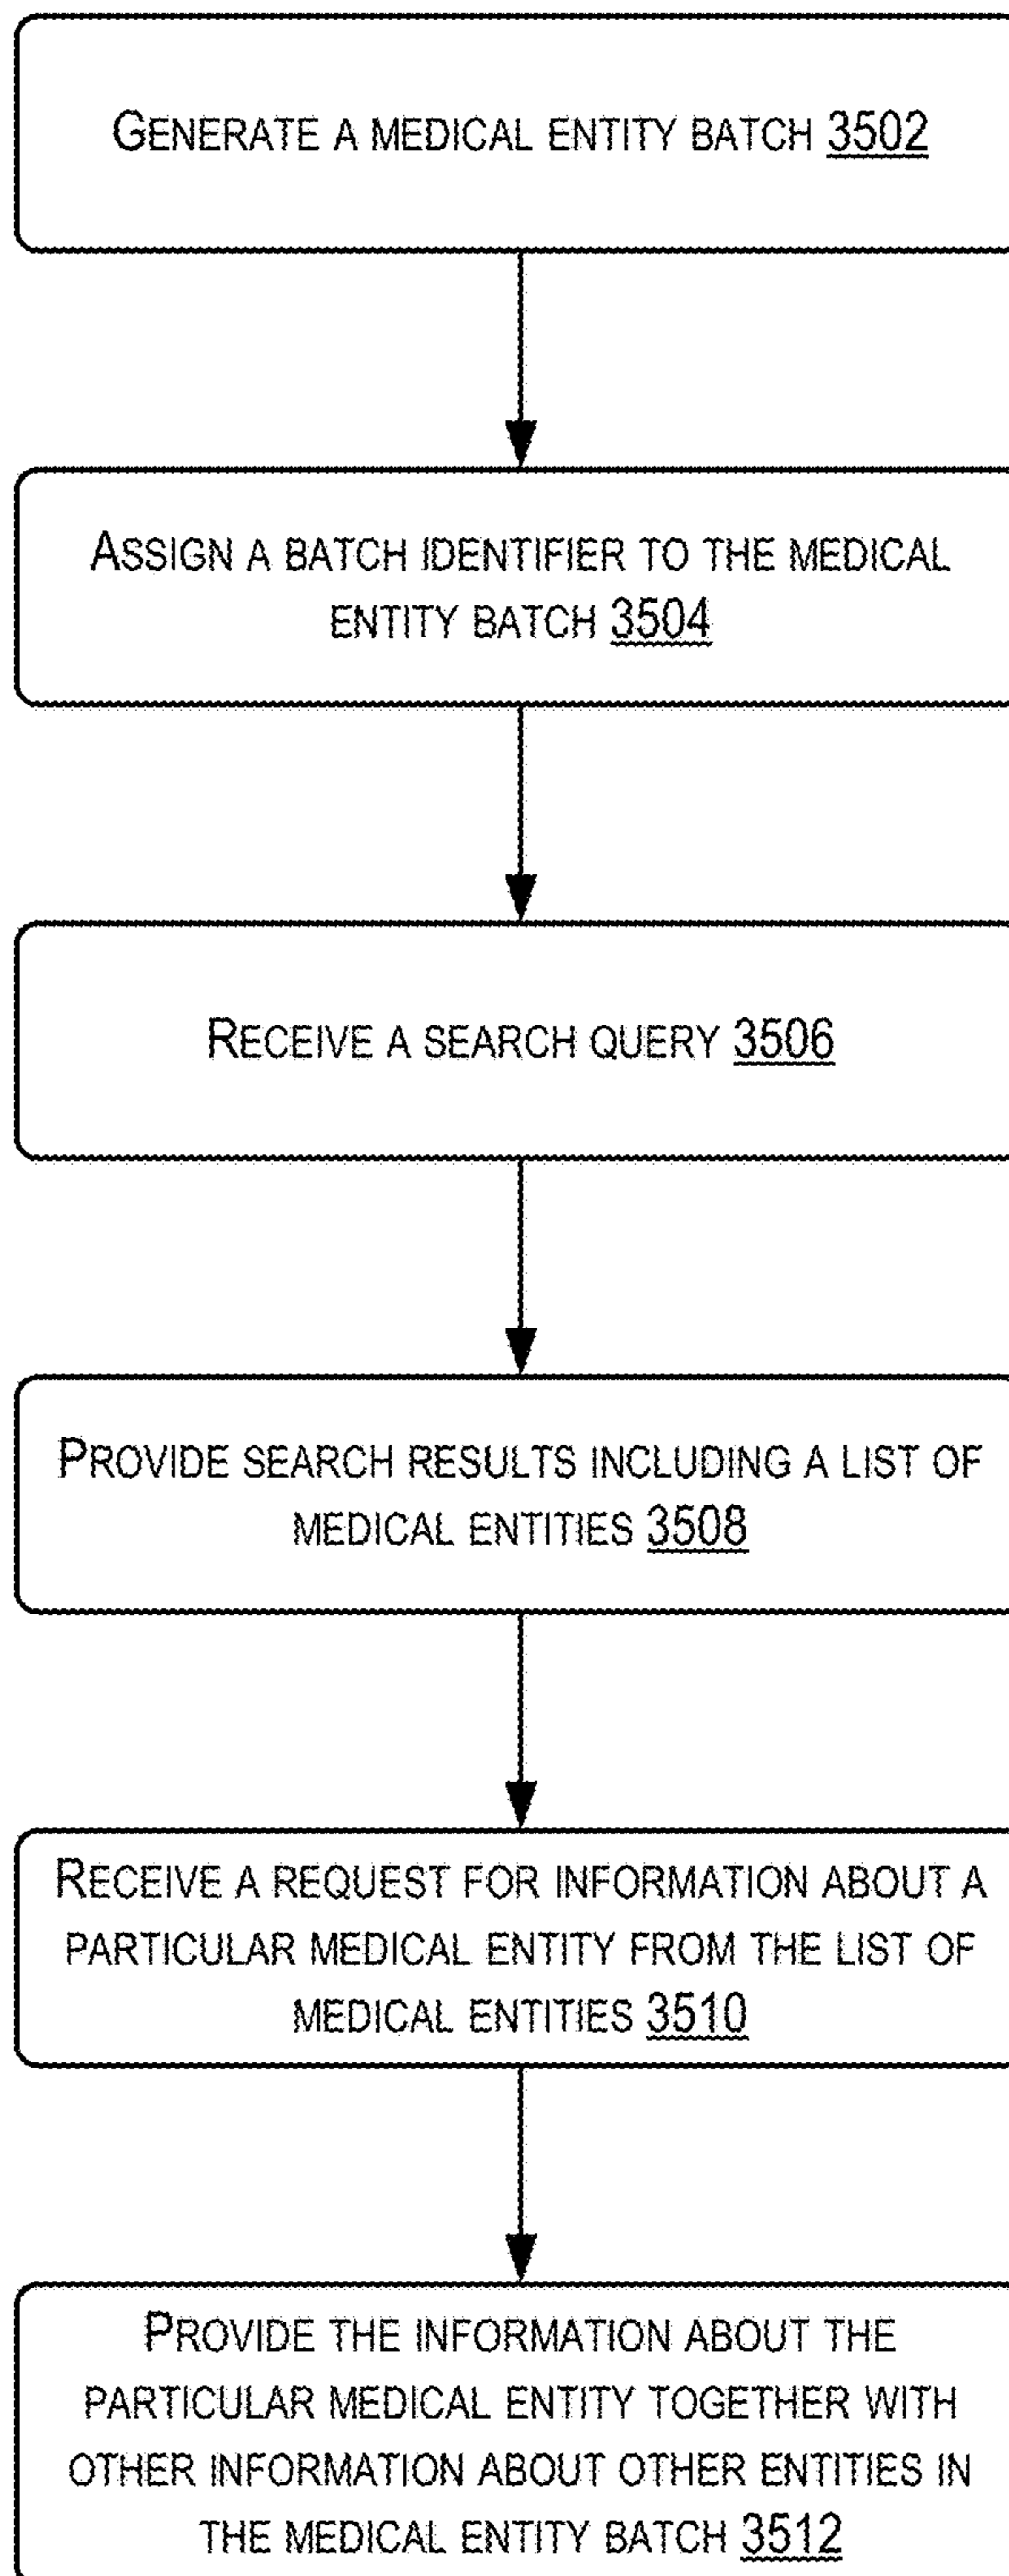 GENERATE A MEDICAL ENTITY BATCH 3502
ASSIGN A BATCH IDENTIFIER TO THE MEDICAL
ENTITY BATCH 3504
RECEIVE A SEARCH QUERY 3506
PROVIDE SEARCH RESULTS INCLUDING A LIST OF
MEDICAL ENTITIES 3508
RECEIVE A REQUEST FOR INFORMATION ABOUT A
PARTICULAR MEDICAL ENTITY FROM THE LIST OF
MEDICAL ENTITIES 3510
PROVIDE THE INFORMATION ABOUT THE
PARTICULAR MEDICAL ENTITY TOGETHER WITH
OTHER INFORMATION ABOUT OTHER ENTITIES IN
THE MEDICAL ENTITY BATCH 3512